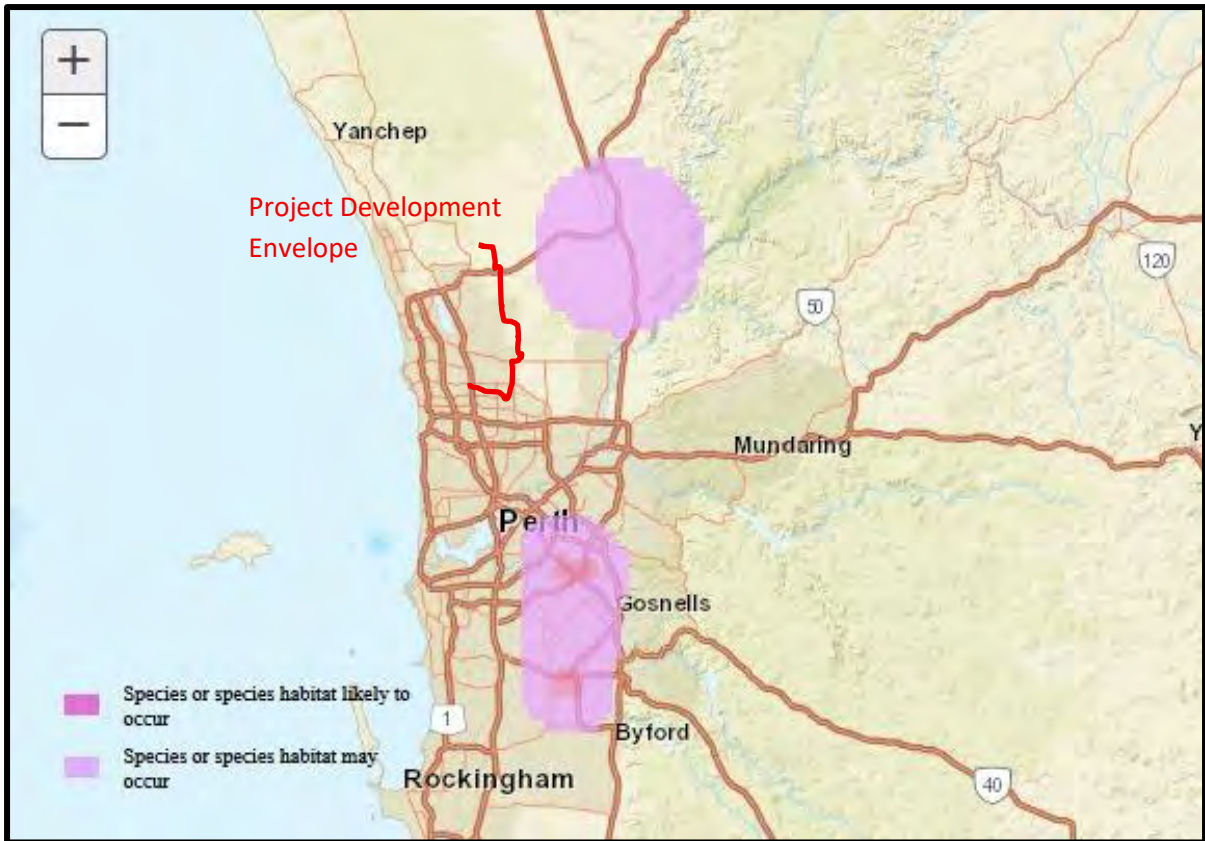 +
−
Yanchep
Project Development
Envelope
120
50
Mundaring
Y
Perth
Gosnells
Species or species habitat likely to
occur
1
Species or species habitat may
occur
Byford
Rockingham
40